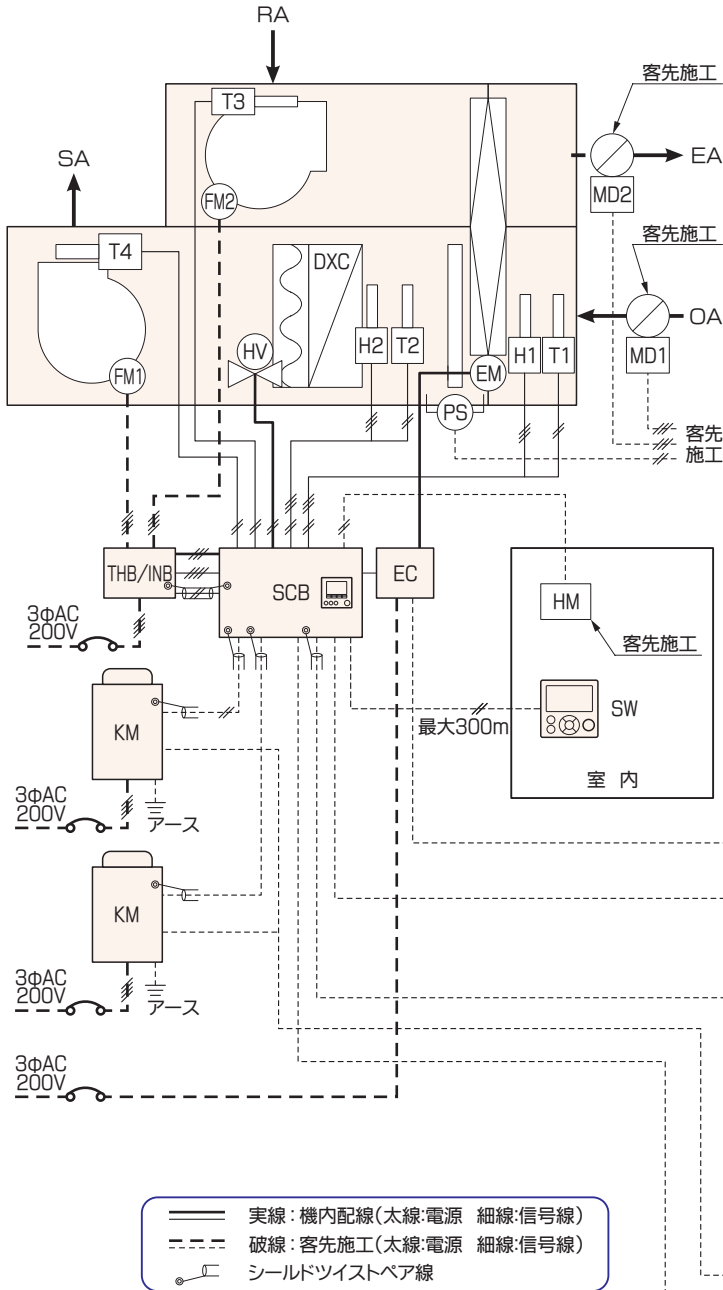 RA
客先施工
T3
SA
EA
FM2
MD2
客先施工
T4
DXC
OA
HV
H2
T2
H1
T1
MD1
FM1
EM
PS
客先
施工
THB/INB
SCB
EC
HM
客先施工
3φAC
200V
SW
最大300m
KM
室 内
3φAC
200V
アース
KM
3φAC
200V
アース
3φAC
200V
実線:機内配線(太線:電源 細線:信号線)
破線:客先施工(太線:電源 細線:信号線)
シールドツイストペア線